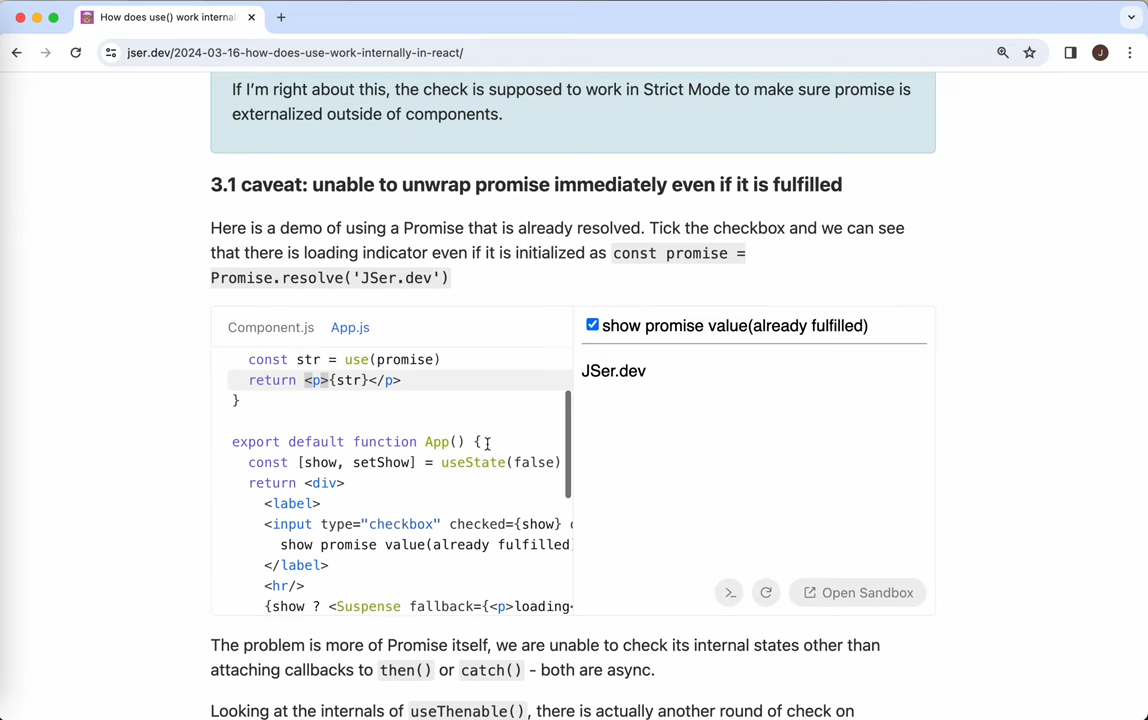 How does use() work interna
jser.dev/2024-03-16-how-does-use-work-internally-in-react/
J
If I'm right about this, the check is supposed to work in Strict Mode to make sure promise is
externalized outside of components.
3.1 caveat: unable to unwrap promise immediately even if it is fulfilled
Here is a demo of using a Promise that is already resolved. Tick the checkbox and we can see
that there is loading indicator even if it is initialized as const promise =
Promise.resolve('JSer.dev')
Component.js App.js
const str = use(promise)
return <p>{str}</p>
}
export default function App() {
const [show, setShow] = useState(false)
return <div>
<label>
<input type="checkbox" checked={show}
show promise value(already fulfilled)
</label>
<hr/>
{show ? <Suspense fallback={<p>loading<
show promise value(already fulfilled)
JSer.dev
>_
Open Sandbox
The problem is more of Promise itself, we are unable to check its internal states other than
attaching callbacks to then() or catch() - both are async.
Looking at the internals of useThenable(), there is actually another round of check on